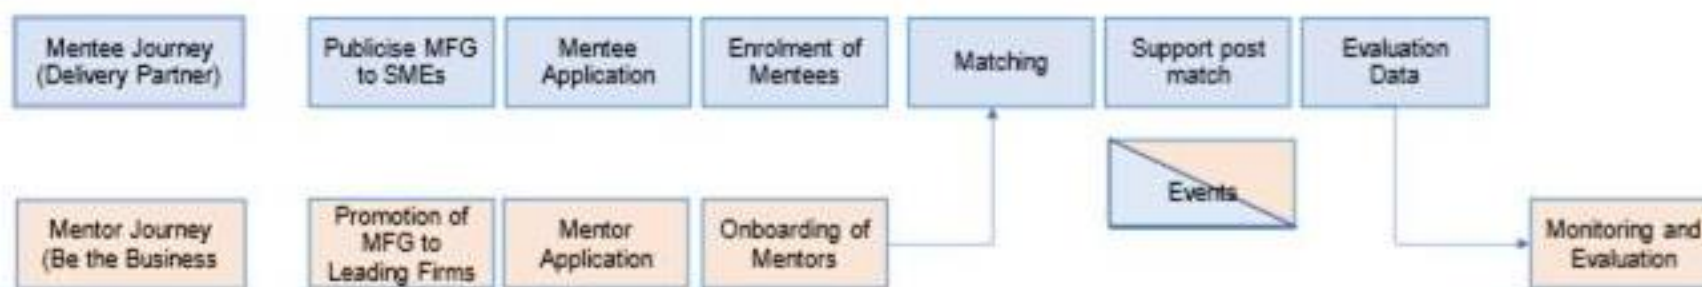 Mentee Journey
(Delivery Partner)
Publicise MFG
to SMEs
Mentee
Application
Enrolment of
Mentees
Matching
Support post
match
Evaluation
Data
Events
Mentor Journey
(Be the Business
Promotion of
MFG to
Leading Firms
Mentor
Application
Onboarding of
Mentors
Monitoring and
Evaluation